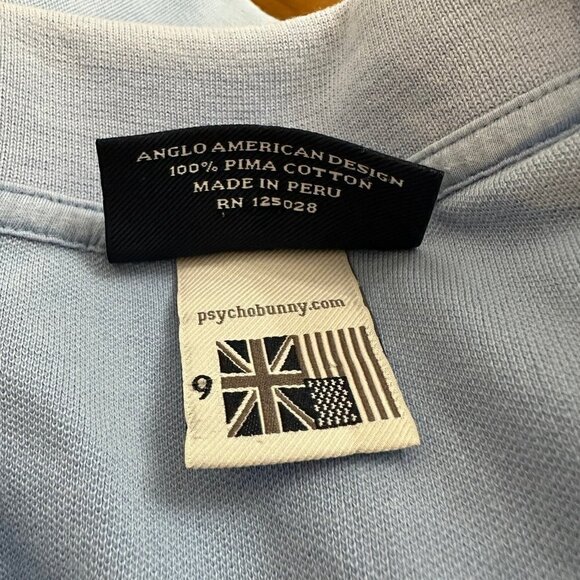 ANGLO AMERICAN DESIGN
100% PIMA COTTON
MADE IN PERU
RN 125028
psychobunny.com
9